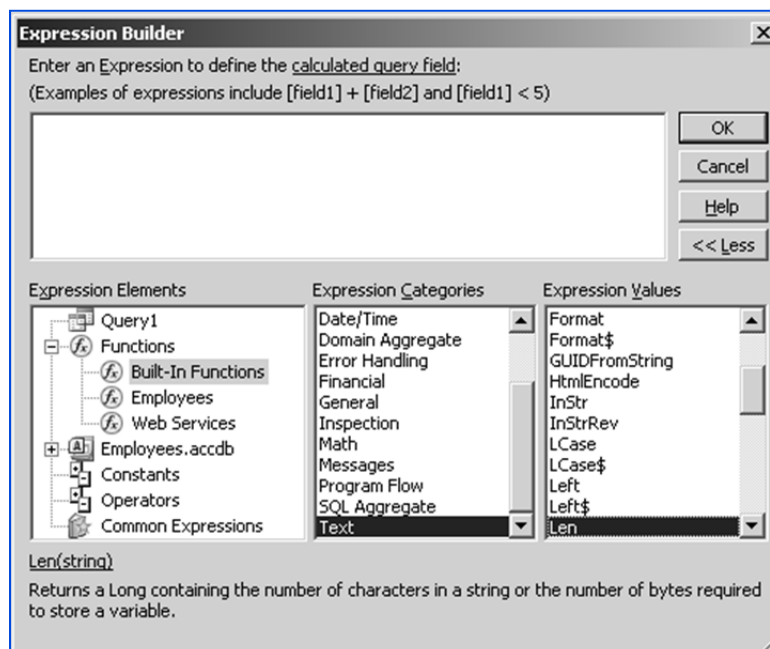 Expression Builder
Enter an Expression to define the calculated query field:
(Examples of expressions include [field1] + [field2] and [field1] < 5)
OK
Cancel
Help
<< Less
Expression Elements
Query1
Functions
Built-In Functions
Employees
Web Services
Employees.accdb
Constants
Operators
Common Expressions
Expression Categories
Date/Time
Domain Aggregate
Error Handling
Financial
General
Inspection
Math
Messages
Program Flow
SQL Aggregate
Text
Expression Values
Format
Format$
GUIDFromString
HtmlEncode
InStr
InStrRev
LCase
LCase$
Left
Left$
Len
Len(string)
Returns a Long containing the number of characters in a string or the number of bytes required
to store a variable.